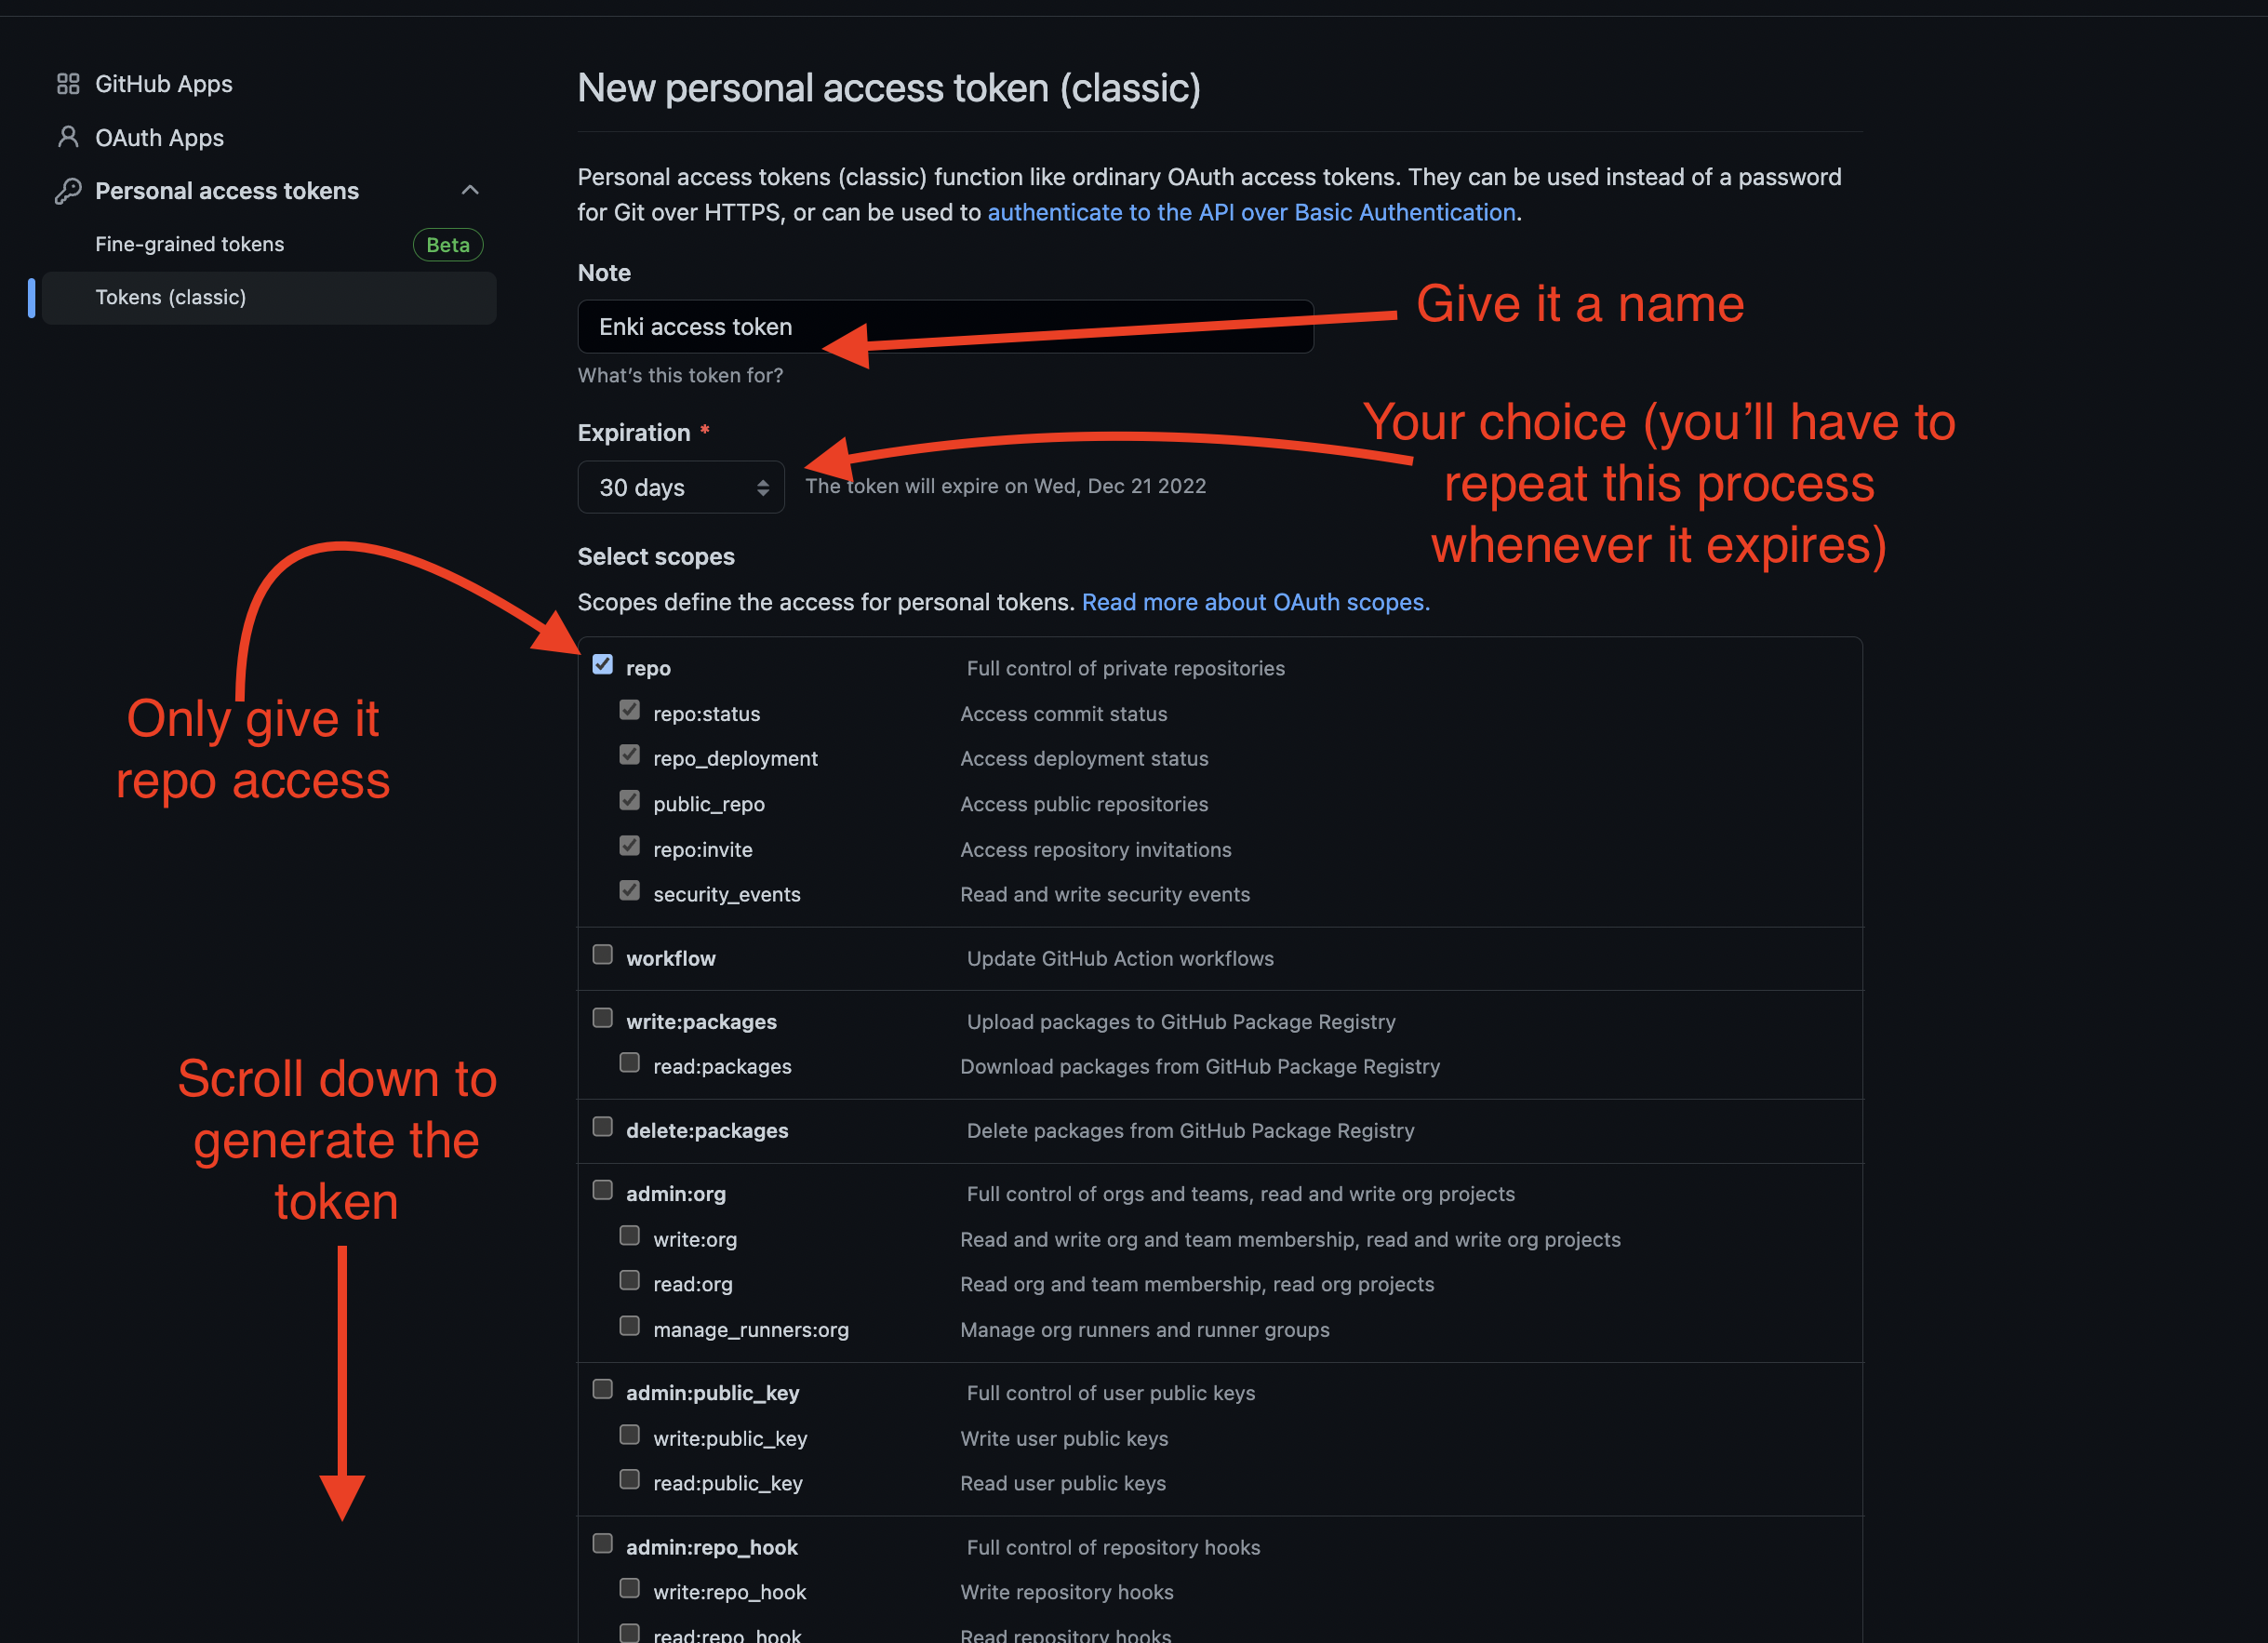 GitHub Apps
OAuth Apps
Personal access tokens
Fine-grained tokens Beta
Tokens (classic)
New personal access token (classic)
Personal access tokens (classic) function like ordinary OAuth access tokens. They can be used instead of a password
for Git over HTTPS, or can be used to authenticate to the API over Basic Authentication.
Note
Enki access token
What's this token for?
Give it a name
Expiration *
30 days
The token will expire on Wed, Dec 21 2022
Your choice (you'll have to
repeat this process
whenever it expires)
Select scopes
Scopes define the access for personal tokens. Read more about OAuth scopes.
Only give it
repo access
repo Full control of private repositories
repo:status Access commit status
repo_deployment Access deployment status
public_repo Access public repositories
repo:invite Access repository invitations
security_events Read and write security events
workflow Update GitHub Action workflows
write:packages Upload packages to GitHub Package Registry
read:packages Download packages from GitHub Package Registry
delete:packages Delete packages from GitHub Package Registry
Scroll down to
generate the
token
admin:org Full control of orgs and teams, read and write org projects
write:org Read and write org and team membership, read and write org projects
read:org Read org and team membership, read org projects
manage_runners:org Manage org runners and runner groups
admin:public_key Full control of user public keys
write:public_key Write user public keys
read:public_key Read user public keys
admin:repo_hook Full control of repository hooks
write:repo_hook Write repository hooks
read:repo_hook Read repository hooks